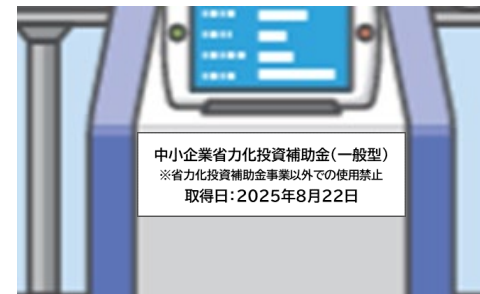 中小企業省力化投資補助金(一般型)
※省力化投資補助金事業以外での使用禁止
取得日:2025年8月22日